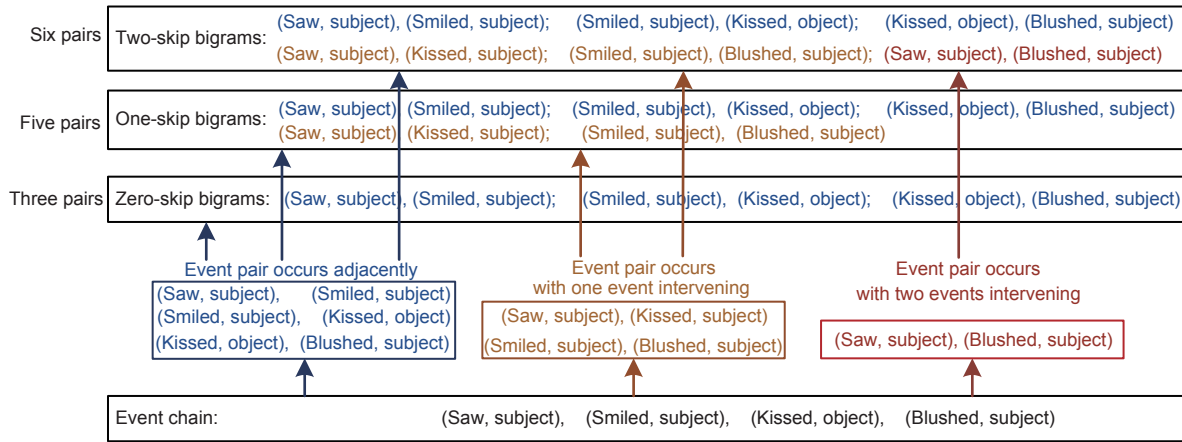 Six pairs
Two-skip bigrams:
(Saw, subject), (Smiled, subject); (Smiled, subject), (Kissed, object); (Kissed, object), (Blushed, subject)
(Saw, subject), (Kissed, subject); (Smiled, subject), (Blushed, subject); (Saw, subject), (Blushed, subject)
Five pairs
One-skip bigrams:
(Saw, subject), (Smiled, subject); (Smiled, subject), (Kissed, object); (Kissed, object), (Blushed, subject)
(Saw, subject), (Kissed, subject); (Smiled, subject), (Blushed, subject)
Three pairs
Zero-skip bigrams: (Saw, subject), (Smiled, subject); (Smiled, subject), (Kissed, object); (Kissed, object), (Blushed, subject)
Event pair occurs adjacently
(Saw, subject), (Smiled, subject)
(Smiled, subject), (Kissed, object)
(Kissed, object), (Blushed, subject)
Event pair occurs
with one event intervening
(Saw, subject), (Kissed, subject)
(Smiled, subject), (Blushed, subject)
Event pair occurs
with two events intervening
(Saw, subject), (Blushed, subject)
Event chain: (Saw, subject), (Smiled, subject), (Kissed, object), (Blushed, subject)